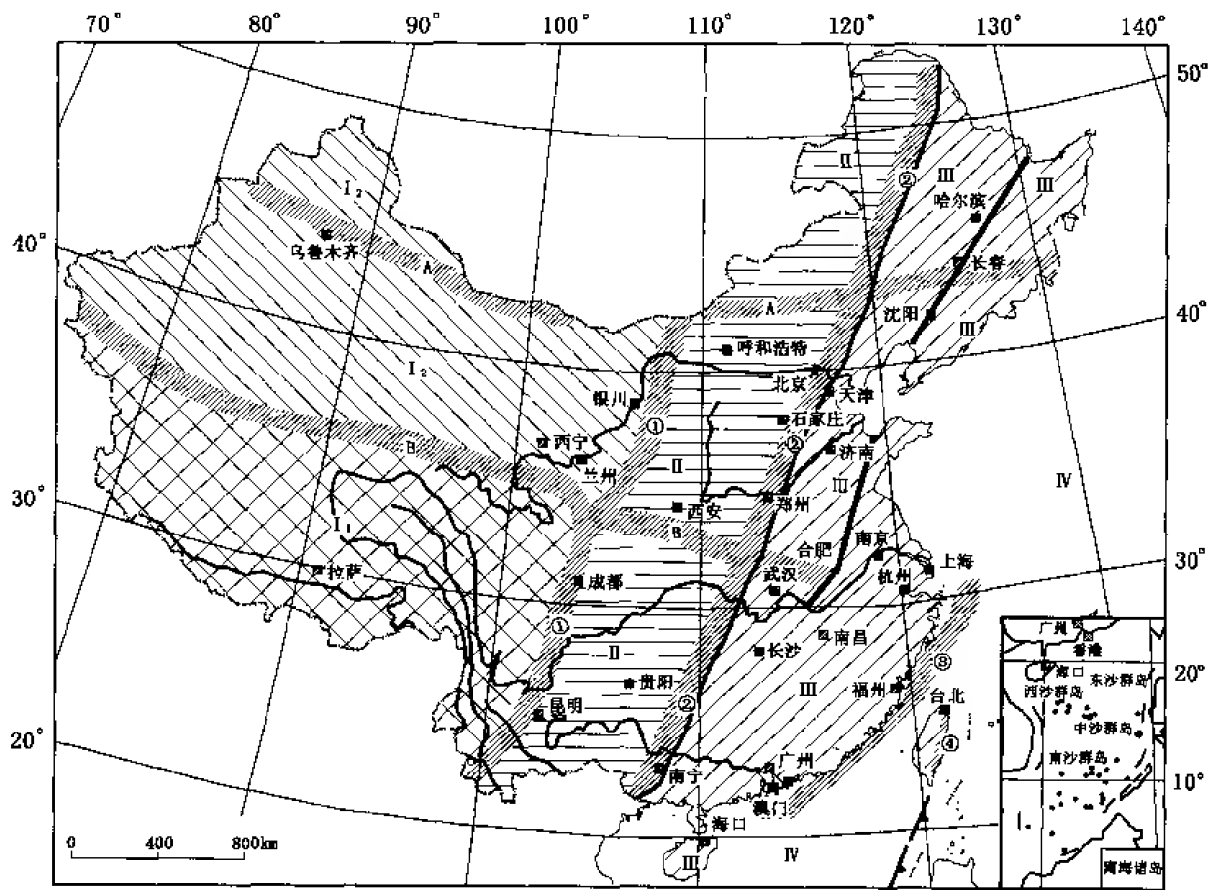 70° 80° 90° 100° 110° 120° 130° 140°
50°
I₂
Ⅱ
②
Ⅲ
Ⅲ
哈尔滨
40°
乌鲁木齐
A
长春
A
沈阳
40°
Ⅲ
呼和浩特
I₂
北京
银川
天津
①
石家庄
B
西宁
②
济南
兰州
Ⅱ
Ⅲ
Ⅳ
30°
西安
郑州
B
南京
I₁
合肥
上海
30°
拉萨
成都
武汉
杭州
①
广州
香港
南昌
③
Ⅱ
长沙
海口
20°
贵阳
Ⅲ
西沙群岛
东沙群岛
福州
昆明
②
台北
中沙群岛
④
20°
南沙群岛
广州
南宁
10°
澳门
海口
0 400 800km
Ⅲ
Ⅳ
南海诸岛